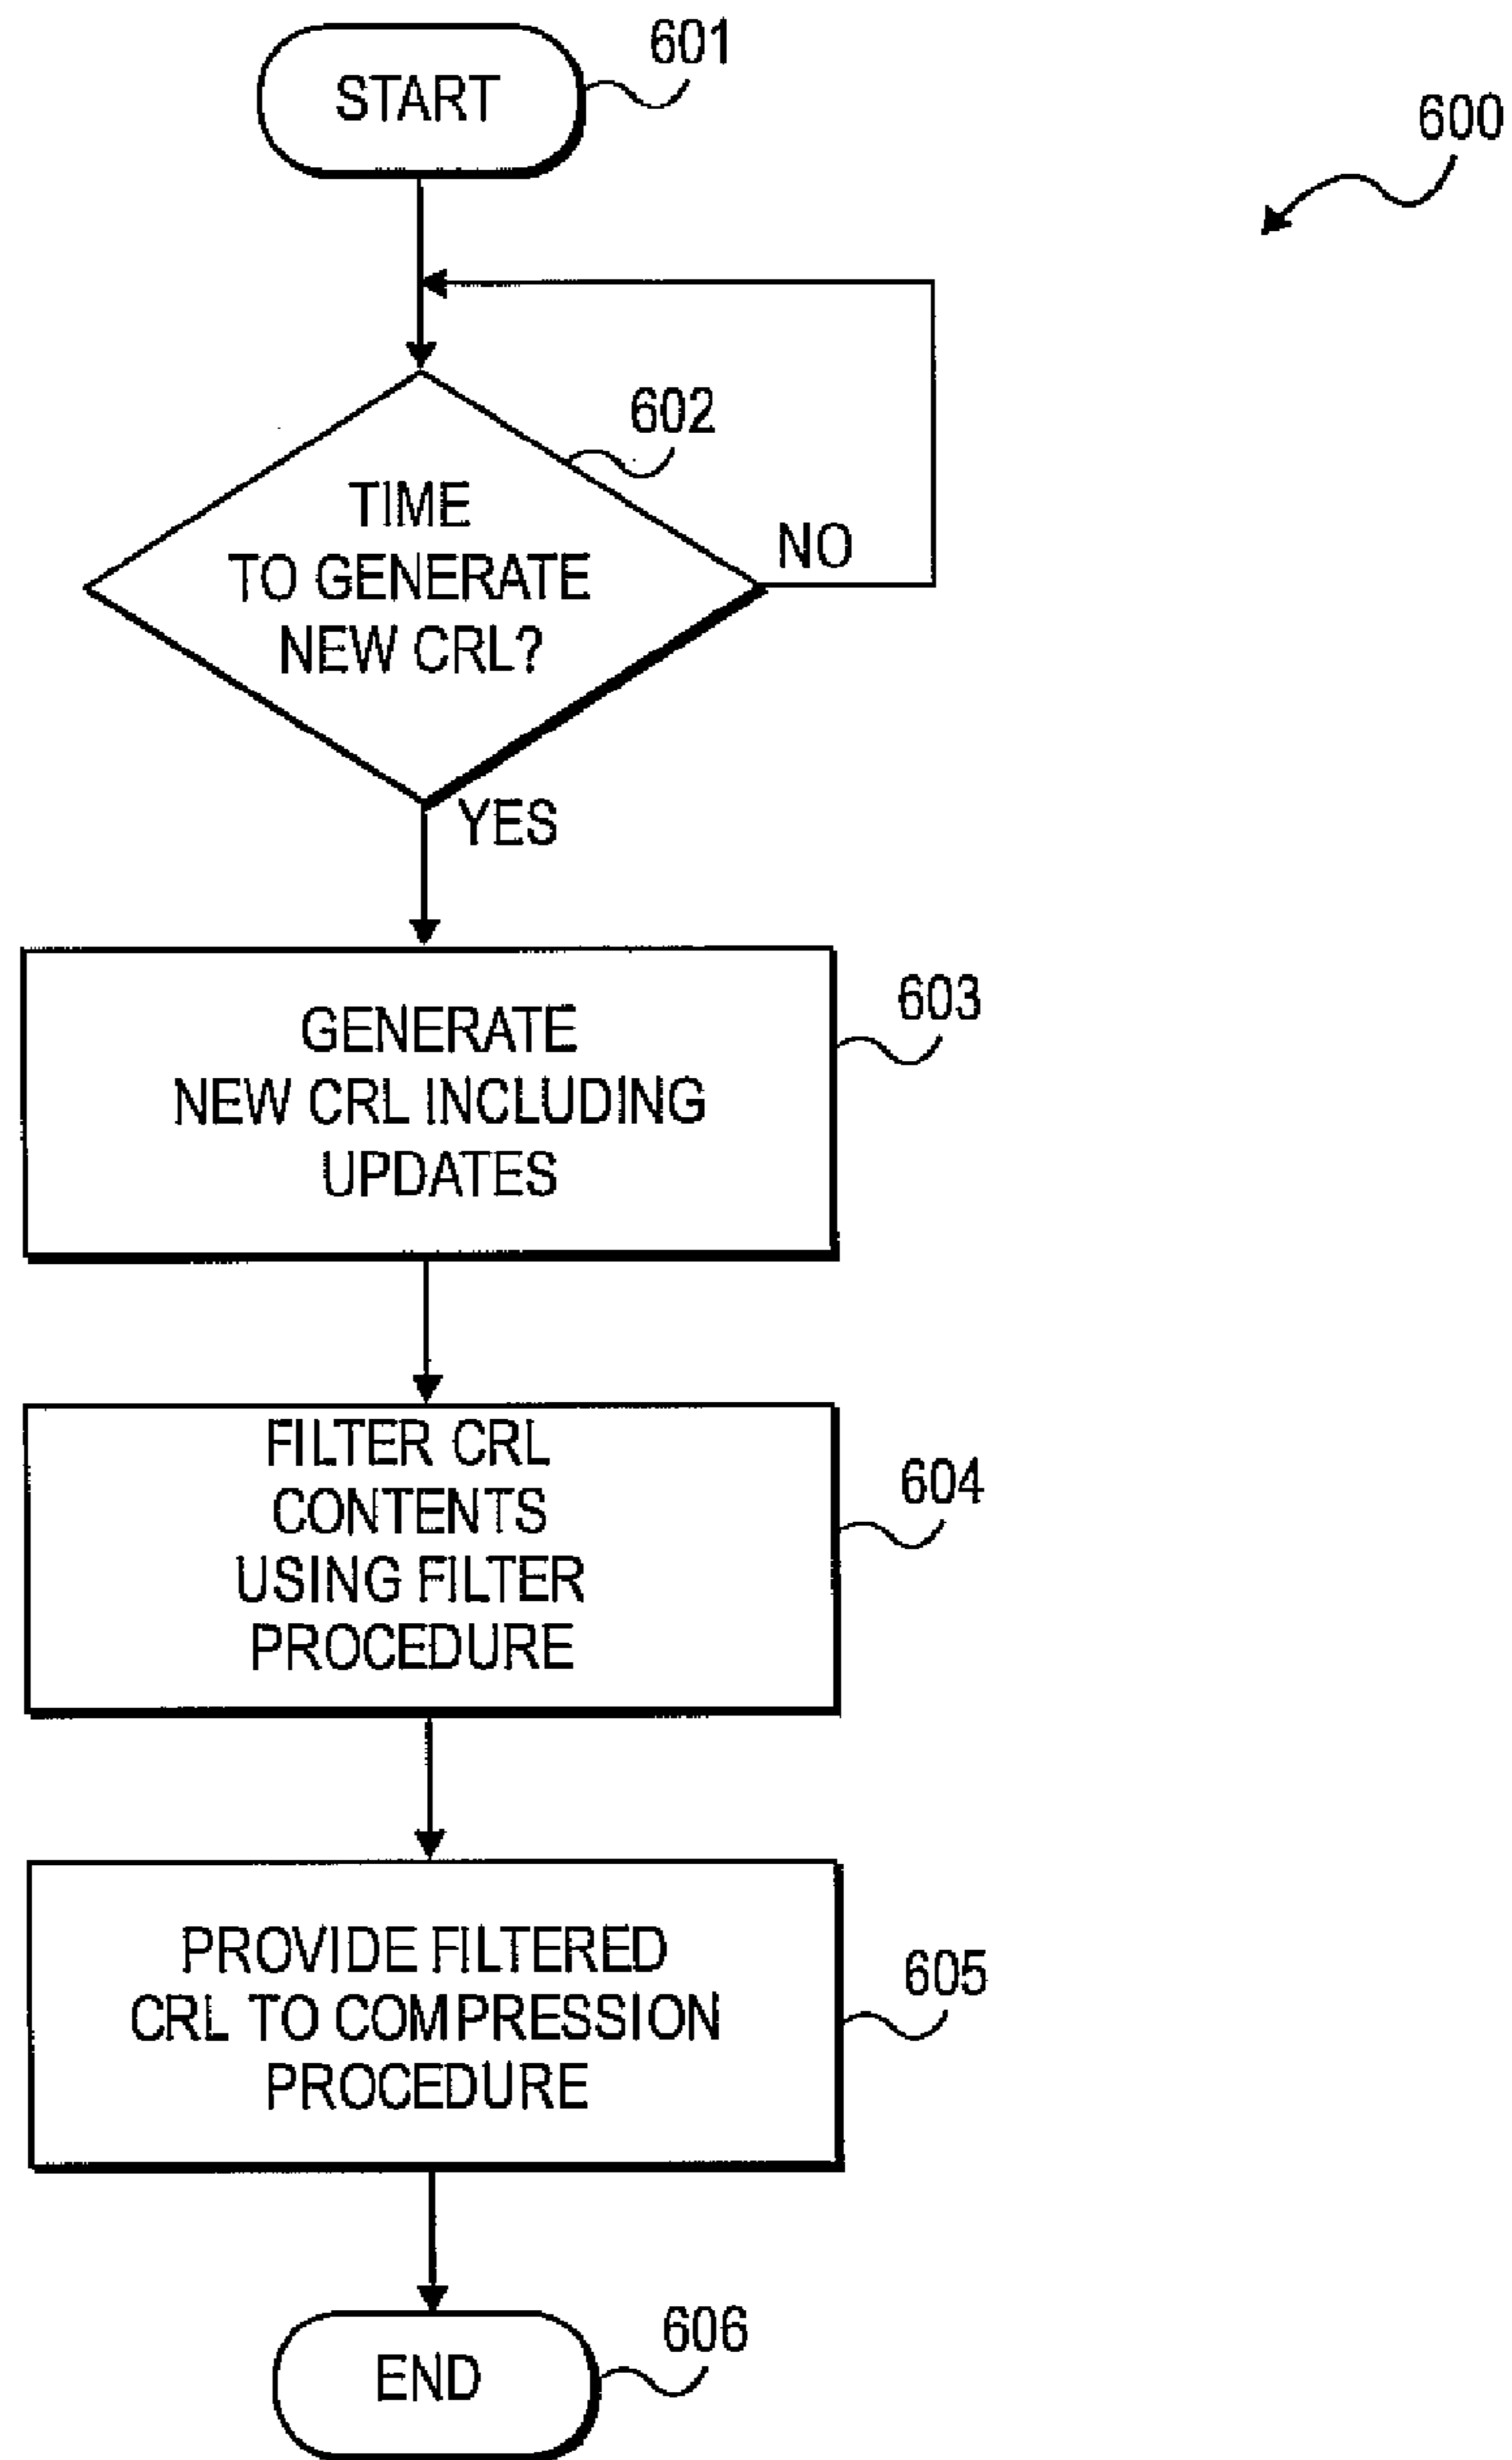 601
START
600
602
TIME
TO GENERATE
NEW CRL?
NO
YES
603
GENERATE
NEW CRL INCLUDING
UPDATES
604
FILTER CRL
CONTENTS
USING FILTER
PROCEDURE
605
PROVIDE FILTERED
CRL TO COMPRESSION
PROCEDURE
606
END